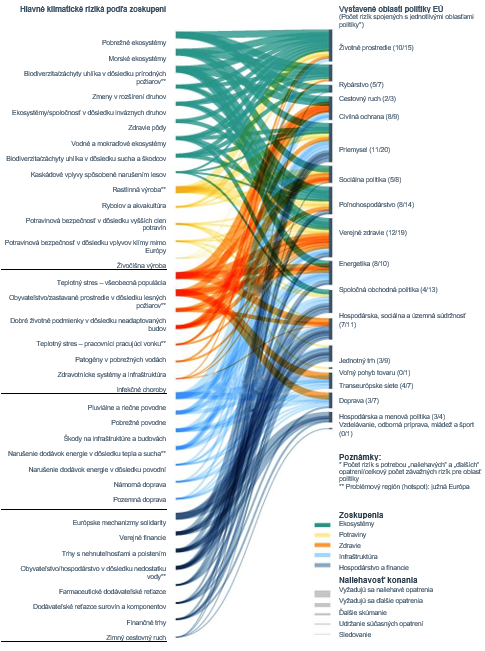 Hlavné klimatické riziká podľa zoskupení
Pobrežné ekosystémy
Morské ekosystémy
Biodiverzita/záchyty uhlíka v dôsledku prírodných
požiarov**
Zmeny v rozšírení druhov
Ekosystémy/spoločnosť v dôsledku inváznych druhov
Zdravie pôdy
Vodné a mokraďové ekosystémy
Biodiverzita/záchyty uhlíka v dôsledku sucha a škodcov
Kaskádové vplyvy spôsobené narušením lesov
Rastlinná výroba**
Rybolov a akvakultúra
Potravinová bezpečnosť v dôsledku vyšších cien
potravín
Potravinová bezpečnosť v dôsledku vplyvov klímy mimo
Európy
Živočíšna výroba
Teplotný stres – všeobecná populácia
Obyvateľstvo/zastavané prostredie v dôsledku lesných
požiarov**
Dobré životné podmienky v dôsledku neadaptovaných
budov
Teplotný stres – pracovníci pracujúci vonku**
Patogény v pobrežných vodách
Zdravotnícke systémy a infraštruktúra
Infekčné choroby
Pluviálne a riečne povodne
Pobrežné povodne
Škody na infraštruktúre a budovách
Narušenie dodávok energie v dôsledku tepla a sucha**
Narušenie dodávok energie v dôsledku povodní
Námorná doprava
Pozemná doprava
Európske mechanizmy solidarity
Verejné financie
Trhy s nehnuteľnosťami a poistením
Obyvateľstvo/hospodárstvo v dôsledku nedostatku
vody**
Farmaceutické dodávateľské reťazce
Dodávateľské reťazce surovín a komponentov
Finančné trhy
Zimný cestovný ruch
Vystavené oblasti politiky EÚ
(Počet rizík spojených s jednotlivými oblasťami
politiky*)
Životné prostredie (10/15)
Rybárstvo (5/7)
Cestovný ruch (2/3)
Civilná ochrana (8/9)
Priemysel (11/20)
Sociálna politika (5/8)
Poľnohospodárstvo (8/14)
Verejné zdravie (12/19)
Energetika (8/10)
Spoločná obchodná politika (4/13)
Hospodárska, sociálna a územná súdržnosť
(7/11)
Jednotný trh (3/9)
Voľný pohyb tovaru (0/1)
Transeurópske siete (4/7)
Doprava (3/7)
Hospodárska a menová politika (3/4)
Vzdelávanie, odborná príprava, mládež a šport
(0/1)
Poznámky:
* Počet rizík s potrebou „naliehavých“ a „ďalších“
opatrení/celkový počet závažných rizík pre oblasť
politiky
** Problémový región (hotspot): južná Európa
Zoskupenia
Ekosystémy
Potraviny
Zdravie
Infraštruktúra
Hospodárstvo a financie
Naliehavosť konania
Vyžadujú sa naliehavé opatrenia
Vyžadujú sa ďalšie opatrenia
Ďalšie skúmanie
Udržanie súčasných opatrení
Sledovanie